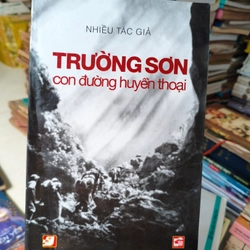 NHIỀU TÁC GIẢ
TRƯỜNG SƠN
con đường huyền thoại